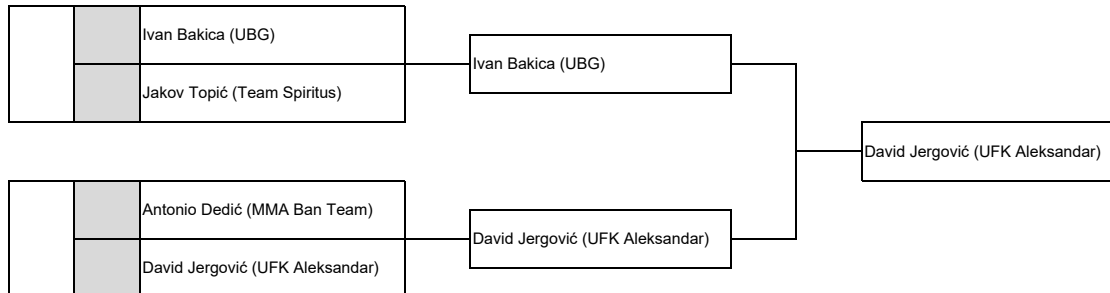 Ivan Bakica (UBG)
Jakov Topić (Team Spiritus)
Ivan Bakica (UBG)
David Jergović (UFK Aleksandar)
Antonio Dedić (MMA Ban Team)
David Jergović (UFK Aleksandar)
David Jergović (UFK Aleksandar)